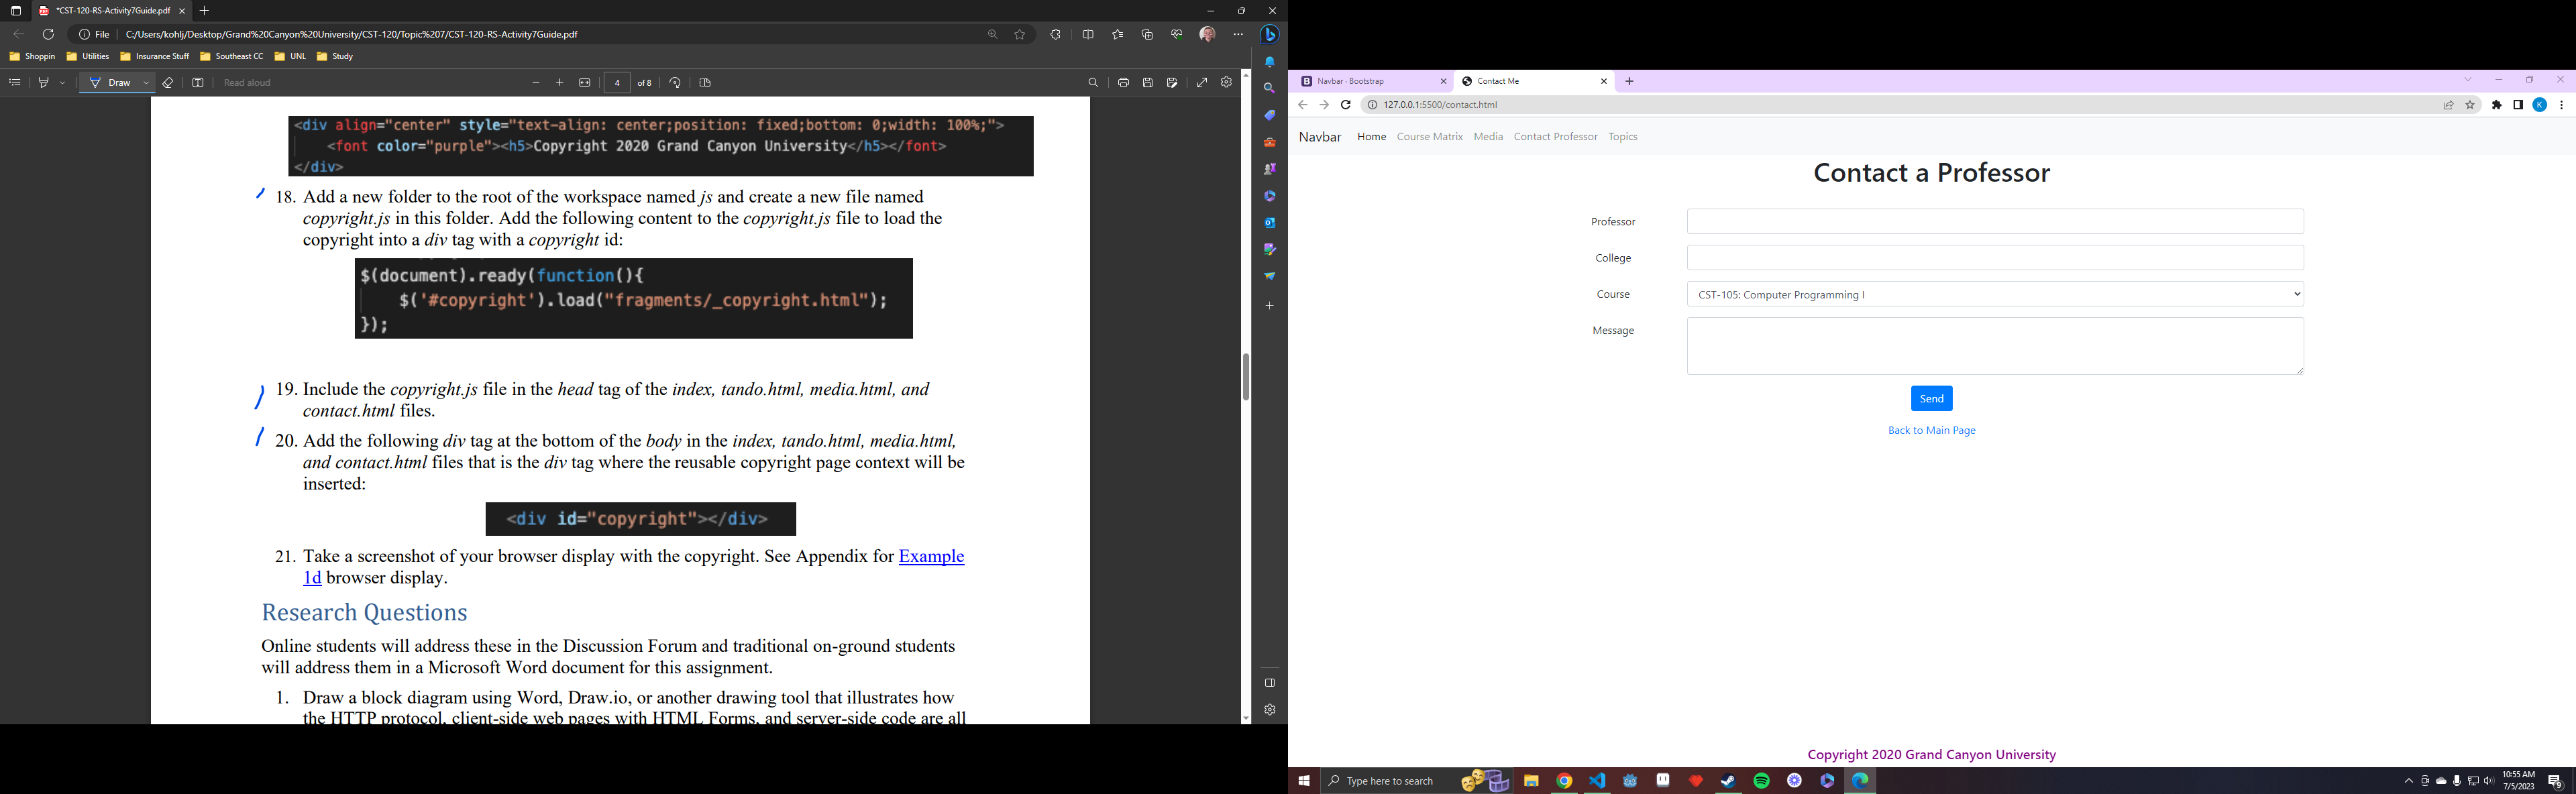 *CST-120-RS-Activity7Guide.pdf
File C:/Users/kohlj/Desktop/Grand%20Canyon%20University/CST-120/Topic%207/CST-120-RS-Activity7Guide.pdf
Shoppin Utilities Insurance Stuff Southeast CC UNL Study
Draw Read aloud 4 of 8
<div align="center" style="text-align: center;position: fixed;bottom: 0;width: 100%;">
<font color="purple"><h5>Copyright 2020 Grand Canyon University</h5></font>
</div>
18. Add a new folder to the root of the workspace named js and create a new file named
copyright.js in this folder. Add the following content to the copyright.js file to load the
copyright into a div tag with a copyright id:
$(document).ready(function(){
$('#copyright').load("fragments/_copyright.html");
});
19. Include the copyright.js file in the head tag of the index, tando.html, media.html, and
contact.html files.
20. Add the following div tag at the bottom of the body in the index, tando.html, media.html,
and contact.html files that is the div tag where the reusable copyright page context will be
inserted:
<div id="copyright"></div>
21. Take a screenshot of your browser display with the copyright. See Appendix for Example
1d browser display.
Research Questions
Online students will address these in the Discussion Forum and traditional on-ground students
will address them in a Microsoft Word document for this assignment.
1. Draw a block diagram using Word, Draw.io, or another drawing tool that illustrates how
the HTTP protocol, client-side web pages with HTML Forms, and server-side code are all
Navbar · Bootstrap Contact Me
127.0.0.1:5500/contact.html
K
Navbar Home Course Matrix Media Contact Professor Topics
Contact a Professor
Professor
College
Course CST-105: Computer Programming I
Message
Send
Back to Main Page
Copyright 2020 Grand Canyon University
Type here to search
10:55 AM
7/5/2023
9